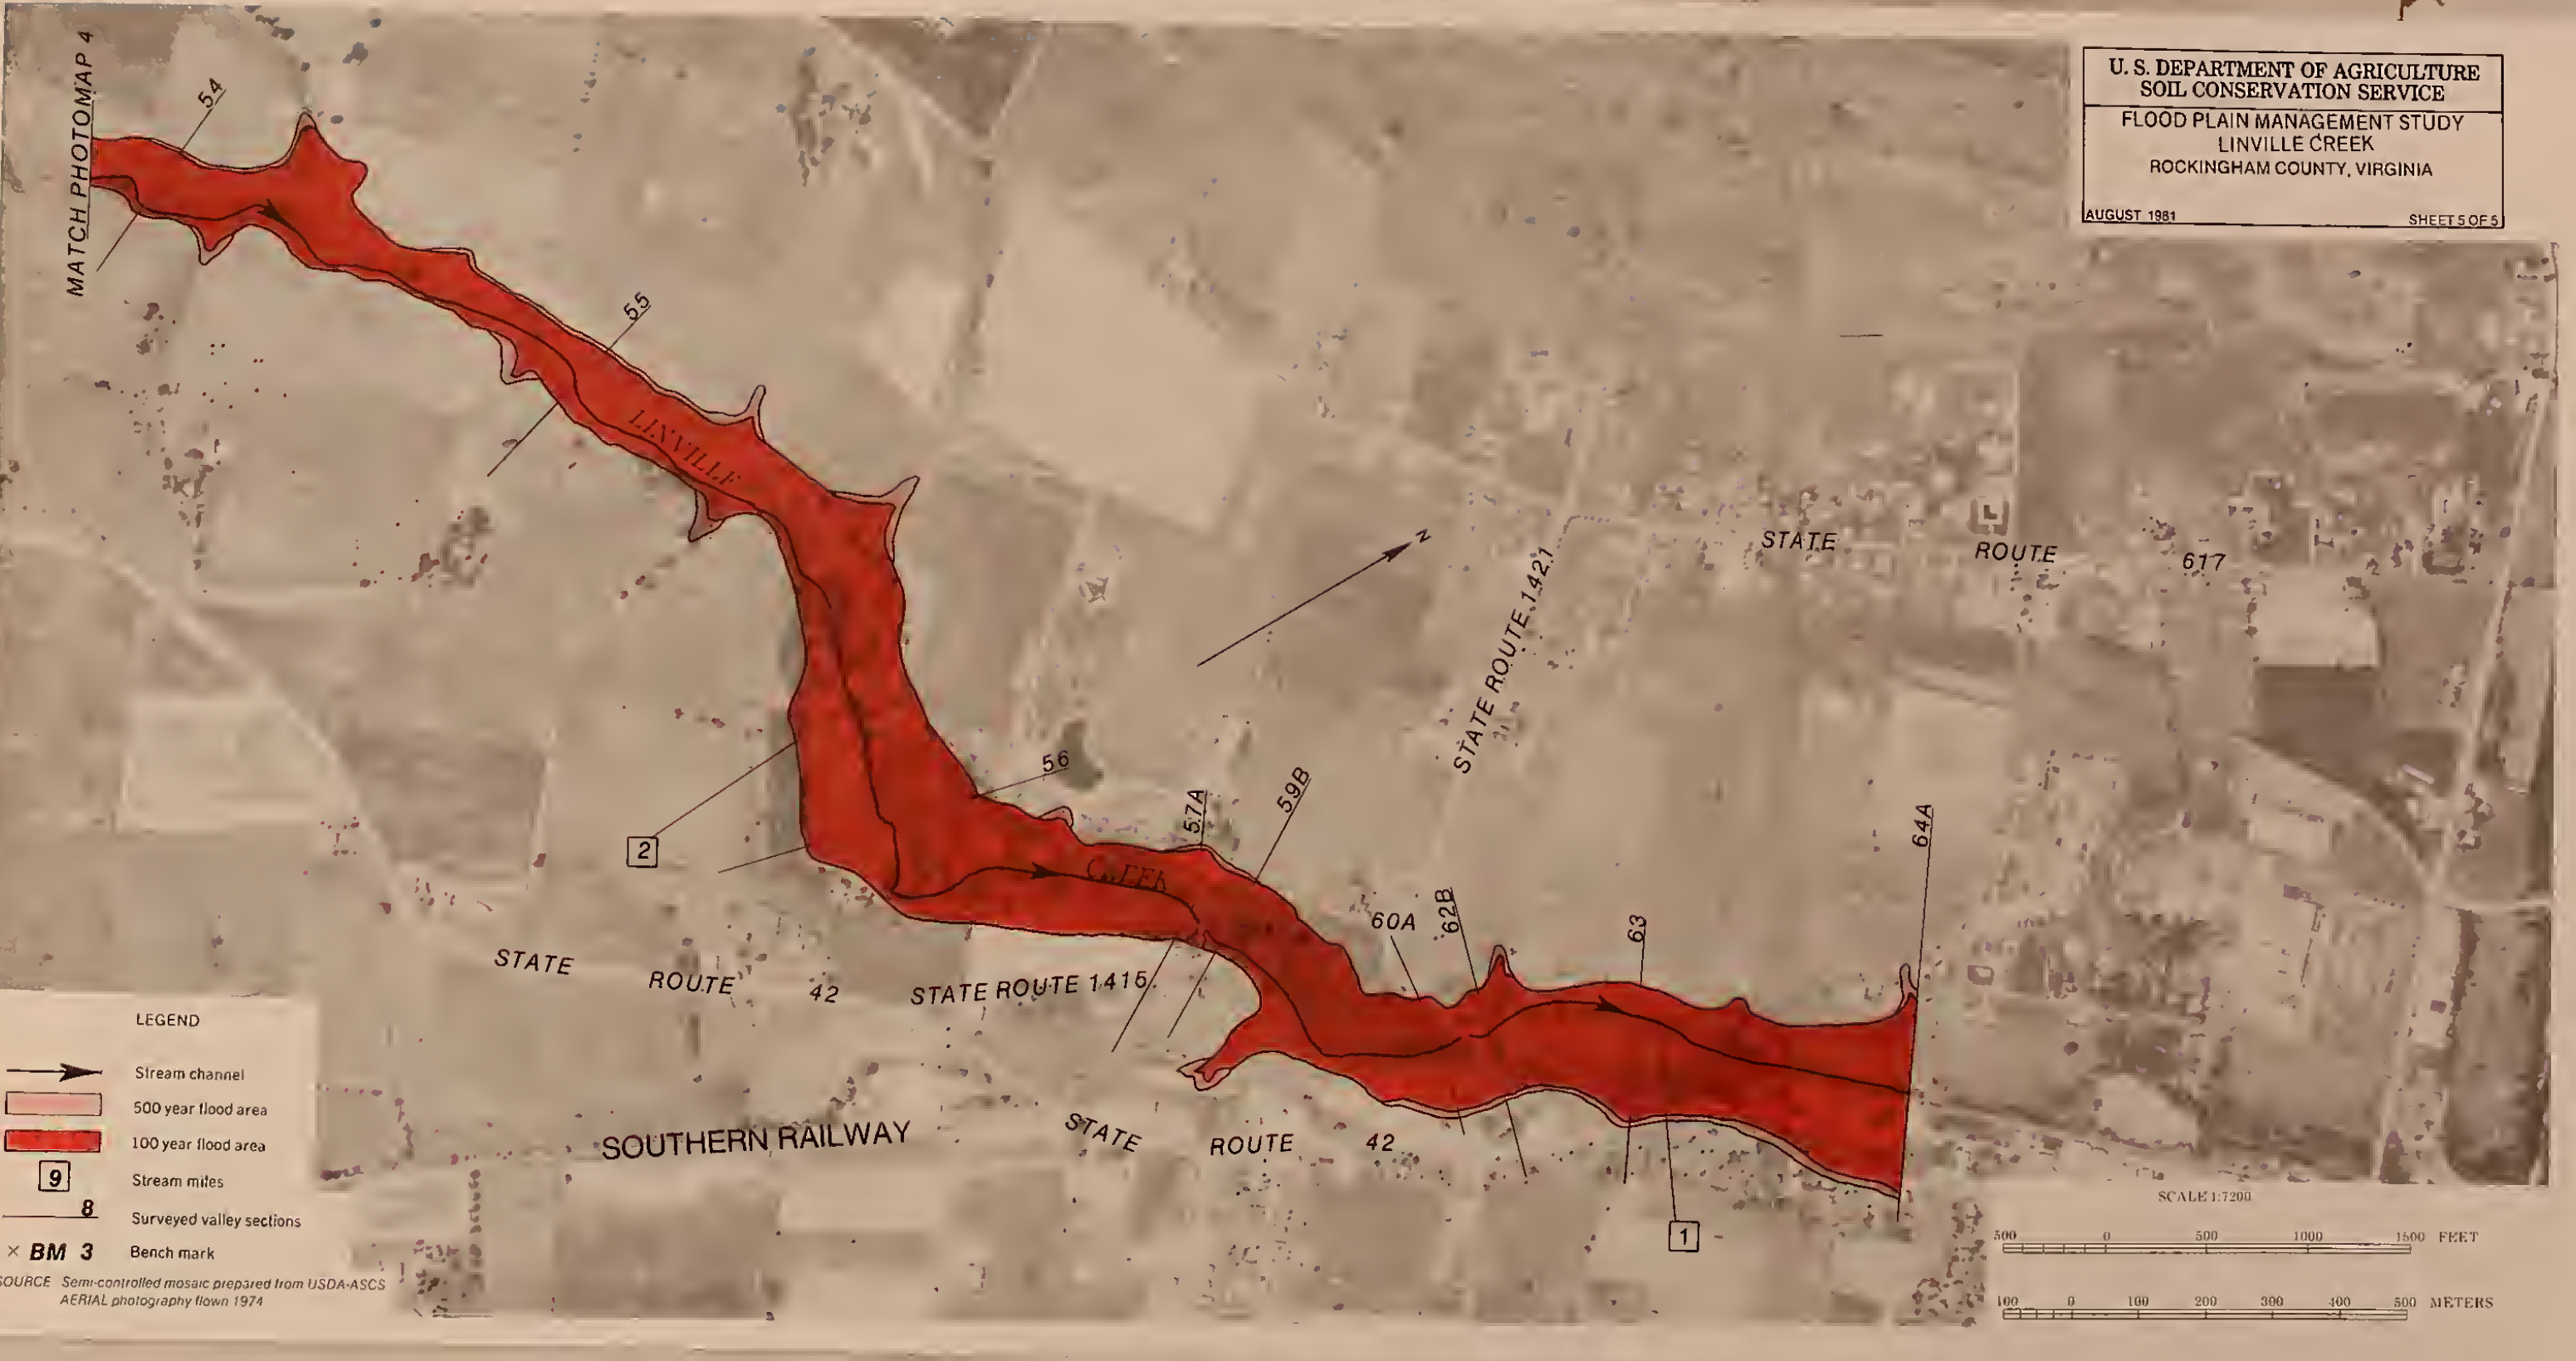 U. S. DEPARTMENT OF AGRICULTURE
SOIL CONSERVATION SERVICE
FLOOD PLAIN MANAGEMENT STUDY
LINVILLE CREEK
ROCKINGHAM COUNTY, VIRGINIA
AUGUST 1981
SHEET 5 OF 5
MATCH PHOTOMAP 4
54
55
LINVILLE
N
STATE ROUTE 617
STATE ROUTE 1421
56
57A
59B
2
CREEK
60A
62B
63
64A
STATE ROUTE 42
STATE ROUTE 1415
SOUTHERN RAILWAY
STATE ROUTE 42
1
LEGEND
Stream channel
500 year flood area
100 year flood area
9 Stream miles
8 Surveyed valley sections
× BM 3 Bench mark
SOURCE Semi-controlled mosaic prepared from USDA-ASCS
AERIAL photography flown 1974
SCALE 1:7200
500 0 500 1000 1500 FEET
100 0 100 200 300 400 500 METERS